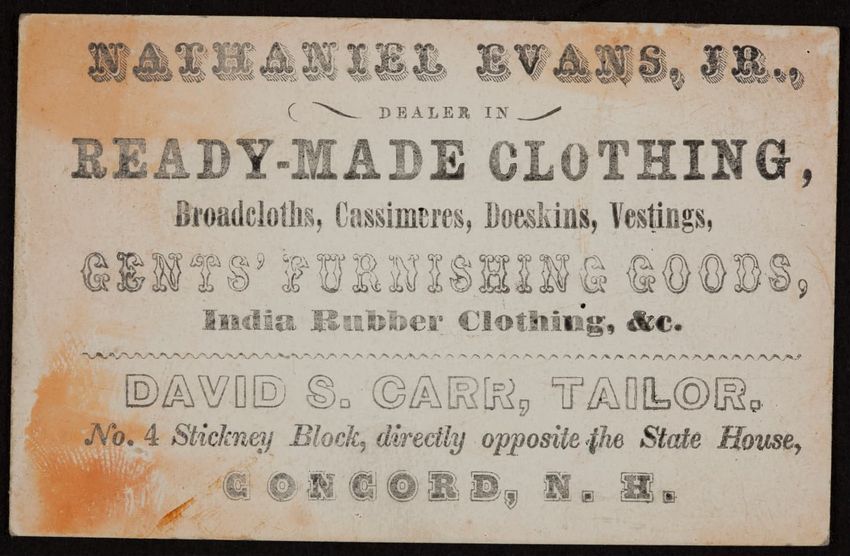 NATHANIEL EVANS, JR.,
DEALER IN
READY-MADE CLOTHING,
Broadcloths, Cassimeres, Doeskins, Vestings,
GENTS' FURNISHING GOODS,
India Rubber Clothing, &c.
DAVID S. CARR, TAILOR.
No. 4 Stickney Block, directly opposite the State House,
CONCORD, N. H.